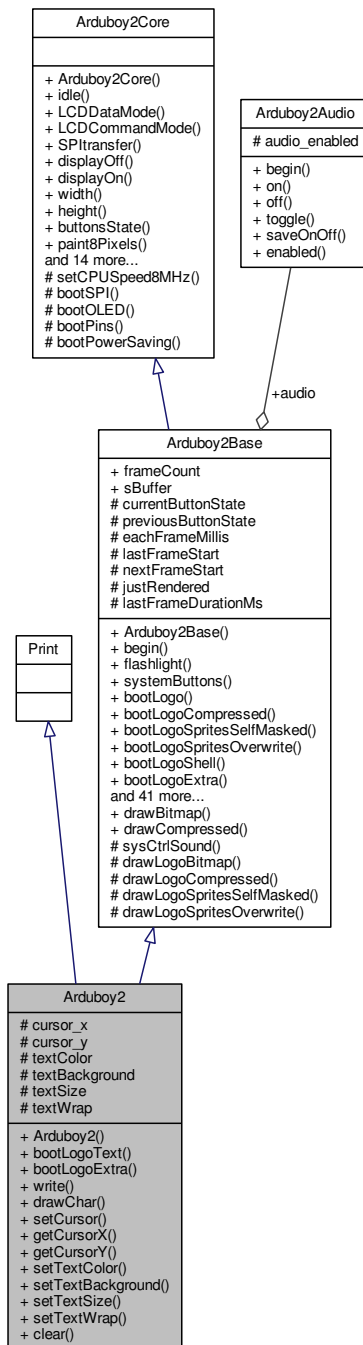 Arduboy2Core
+ Arduboy2Core()
+ idle()
+ LCDDataMode()
+ LCDCommandMode()
+ SPItransfer()
+ displayOff()
+ displayOn()
+ width()
+ height()
+ buttonsState()
+ paint8Pixels()
and 14 more...
# setCPUSpeed8MHz()
# bootSPI()
# bootOLED()
# bootPins()
# bootPowerSaving()
Arduboy2Audio
# audio_enabled
+ begin()
+ on()
+ off()
+ toggle()
+ saveOnOff()
+ enabled()
+audio
Arduboy2Base
+ frameCount
+ sBuffer
# currentButtonState
# previousButtonState
# eachFrameMillis
# lastFrameStart
# nextFrameStart
# justRendered
# lastFrameDurationMs
+ Arduboy2Base()
+ begin()
+ flashlight()
+ systemButtons()
+ bootLogo()
+ bootLogoCompressed()
+ bootLogoSpritesSelfMasked()
+ bootLogoSpritesOverwrite()
+ bootLogoShell()
+ bootLogoExtra()
and 41 more...
+ drawBitmap()
+ drawCompressed()
# sysCtrlSound()
# drawLogoBitmap()
# drawLogoCompressed()
# drawLogoSpritesSelfMasked()
# drawLogoSpritesOverwrite()
Print
Arduboy2
# cursor_x
# cursor_y
# textColor
# textBackground
# textSize
# textWrap
+ Arduboy2()
+ bootLogoText()
+ bootLogoExtra()
+ write()
+ drawChar()
+ setCursor()
+ getCursorX()
+ getCursorY()
+ setTextColor()
+ setTextBackground()
+ setTextSize()
+ setTextWrap()
+ clear()